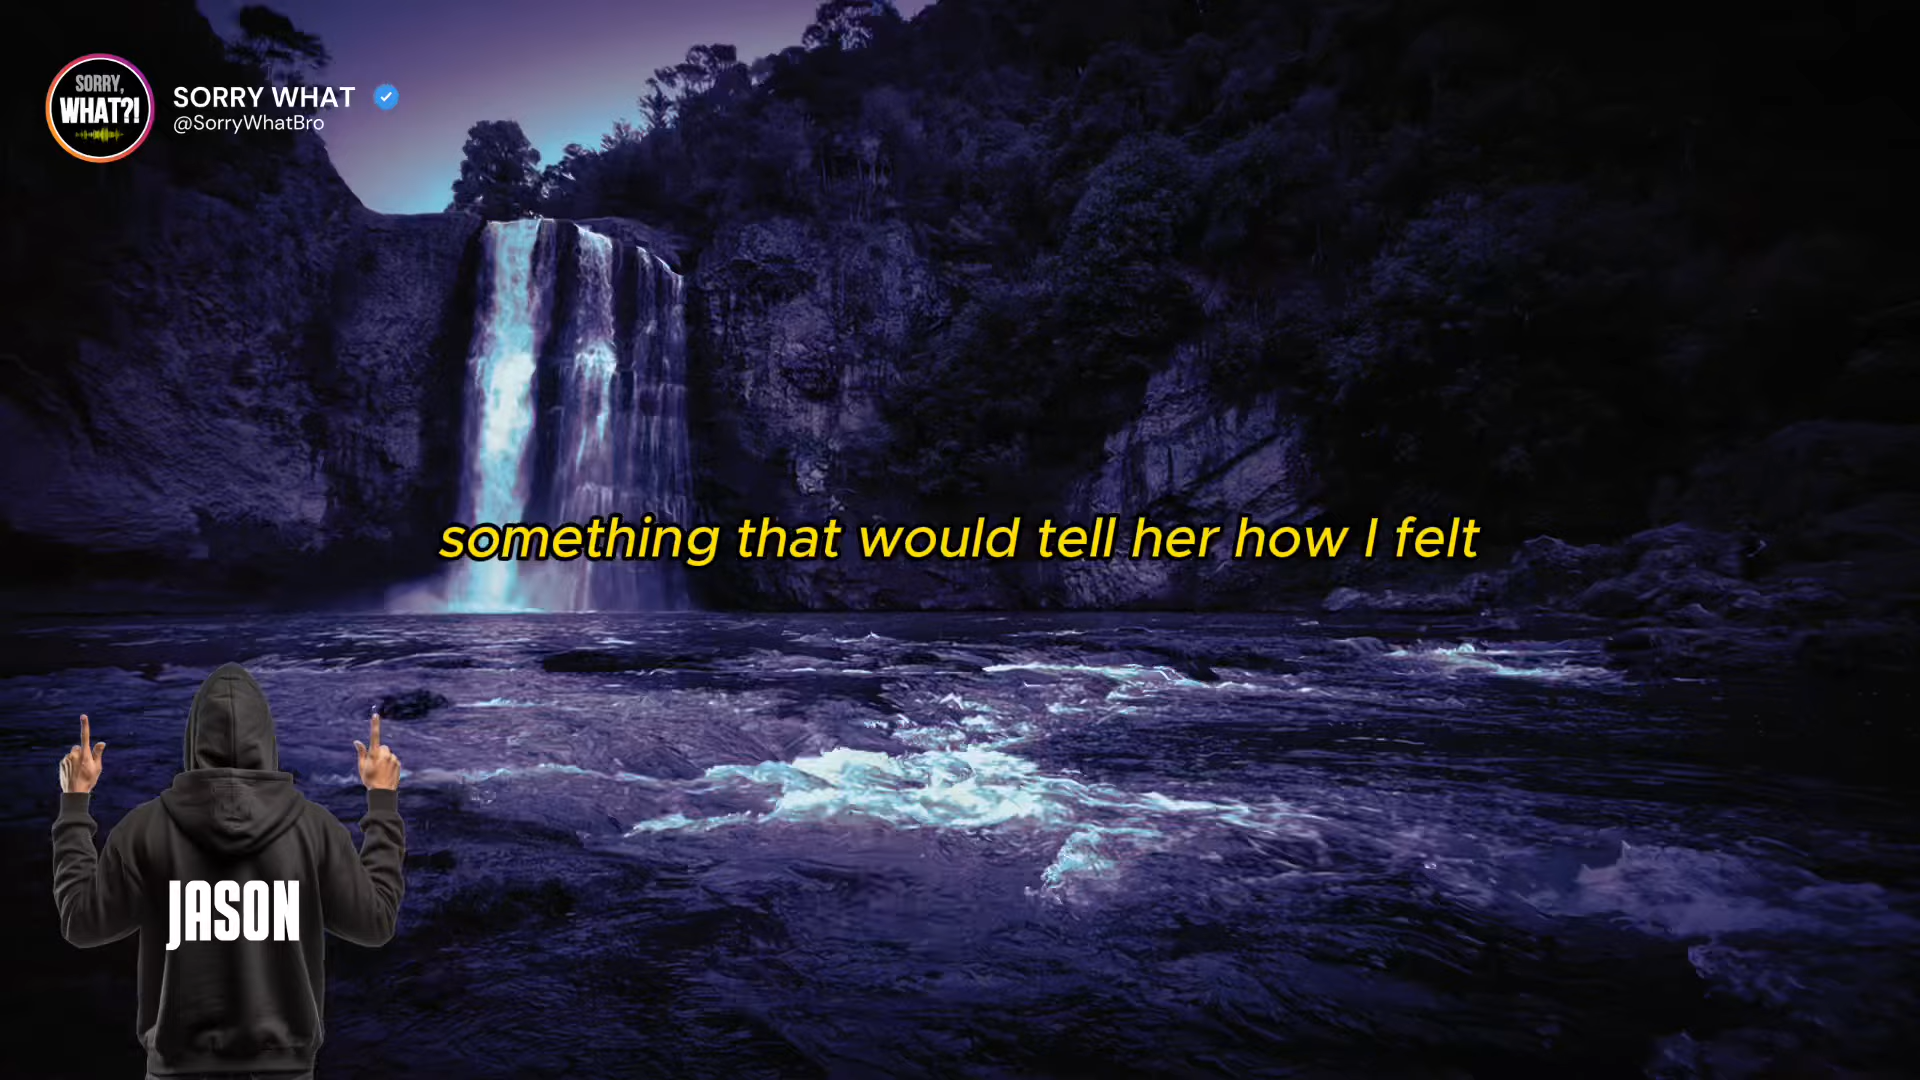 SORRY,
WHAT?!
SORRY WHAT
@SorryWhatBro
something that would tell her how I felt
JASON